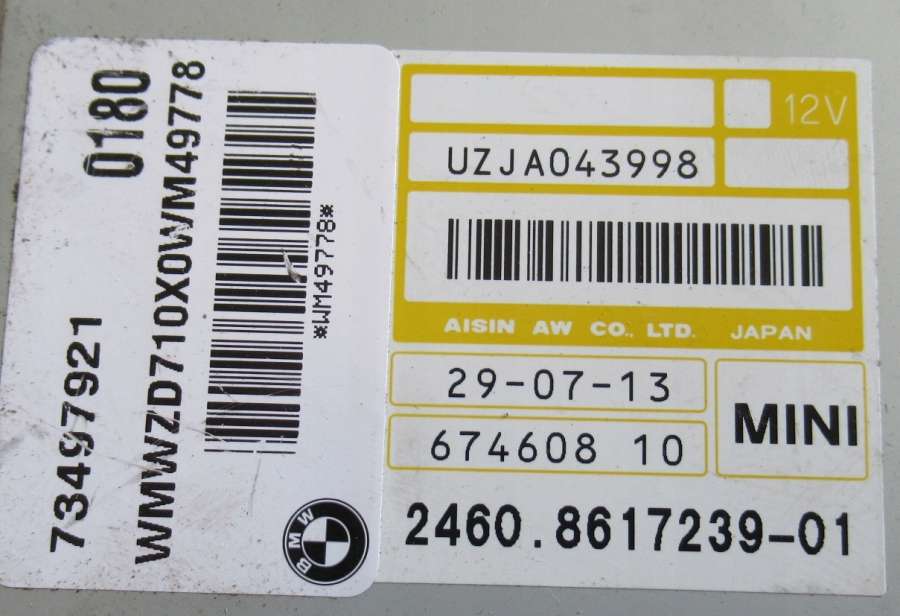 0180
73497921
WMWZD710X0WM49778
*WM49778*
BMW
12V
UZJA043998
AISIN AW CO., LTD. JAPAN
29-07-13
MINI
674608 10
2460.8617239-01